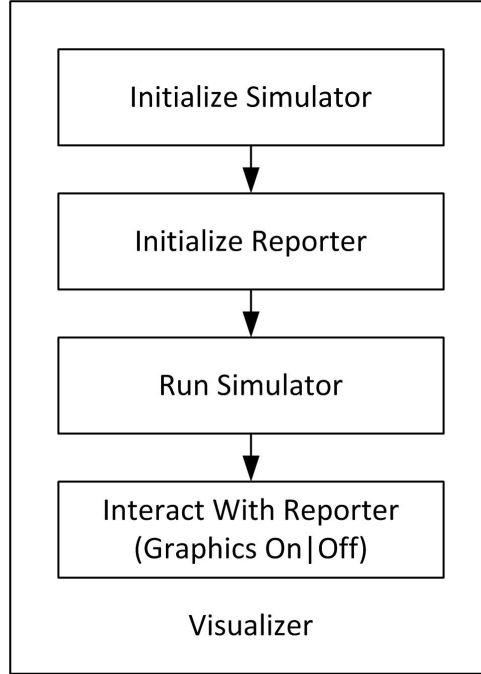 Initialize Simulator
Initialize Reporter
Run Simulator
Interact With Reporter
(Graphics On|Off)
Visualizer